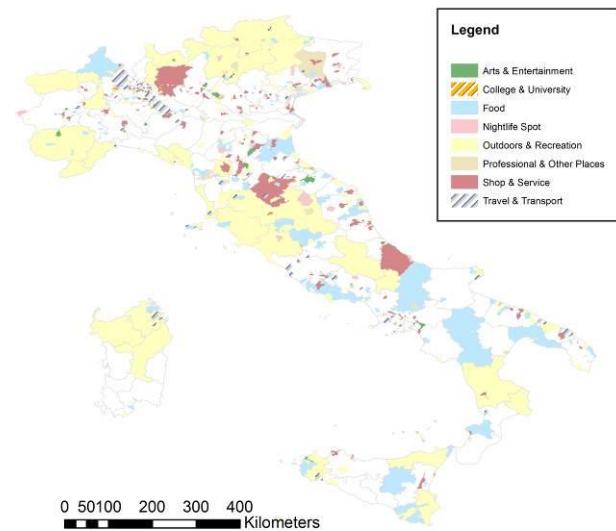 Legend
Arts & Entertainment
College & University
Food
Nightlife Spot
Outdoors & Recreation
Professional & Other Places
Shop & Service
Travel & Transport
0 50100 200 300 400
Kilometers